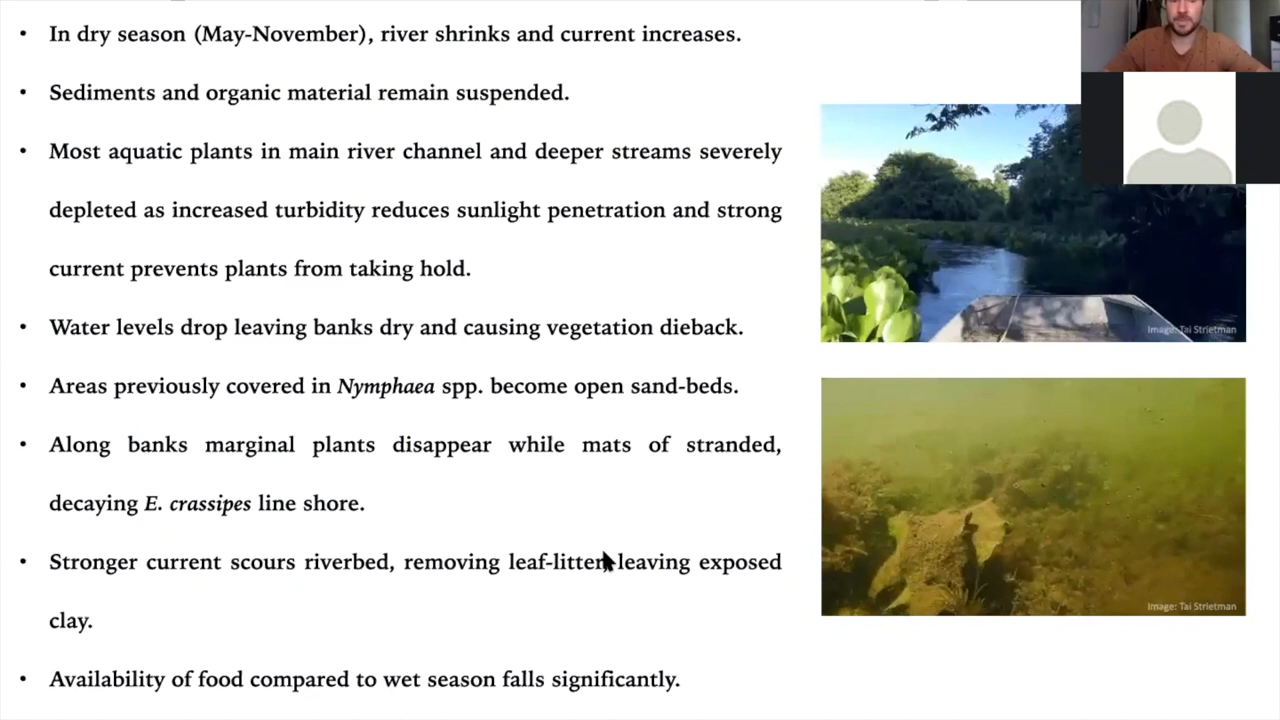 • In dry season (May-November), river shrinks and current increases.
• Sediments and organic material remain suspended.
• Most aquatic plants in main river channel and deeper streams severely
depleted as increased turbidity reduces sunlight penetration and strong
current prevents plants from taking hold.
• Water levels drop leaving banks dry and causing vegetation dieback.
• Areas previously covered in Nymphaea spp. become open sand-beds.
• Along banks marginal plants disappear while mats of stranded,
decaying E. crassipes line shore.
• Stronger current scours riverbed, removing leaf-litter, leaving exposed
clay.
• Availability of food compared to wet season falls significantly.
Image: Tai Strietman
Image: Tai Strietman